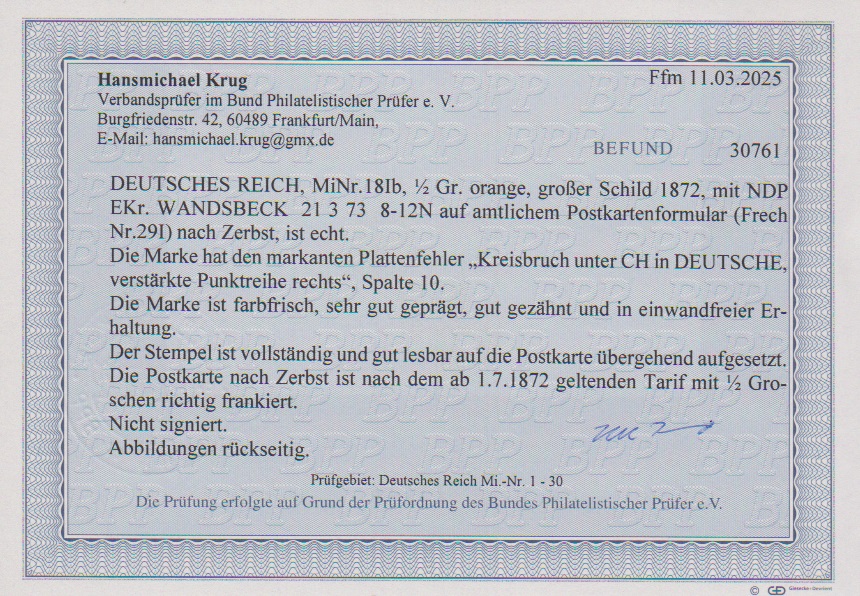 Hansmichael Krug
Ffm 11.03.2025
Verbandsprüfer im Bund Philatelistischer Prüfer e. V.
Burgfriedenstr. 42, 60489 Frankfurt/Main,
E-Mail: hansmichael.krug@gmx.de
BEFUND 30761
DEUTSCHES REICH, MiNr.18Ib, ½ Gr. orange, großer Schild 1872, mit NDP
EKr. WANDSBECK 21 3 73 8-12N auf amtlichem Postkartenformular (Frech
Nr.29I) nach Zerbst, ist echt.
Die Marke hat den markanten Plattenfehler „Kreisbruch unter CH in DEUTSCHE,
verstärkte Punktreihe rechts“, Spalte 10.
Die Marke ist farbfrisch, sehr gut geprägt, gut gezähnt und in einwandfreier Er-
haltung.
Der Stempel ist vollständig und gut lesbar auf die Postkarte übergehend aufgesetzt.
Die Postkarte nach Zerbst ist nach dem ab 1.7.1872 geltenden Tarif mit ½ Gro-
schen richtig frankiert.
Nicht signiert.
Abbildungen rückseitig.
Prüfgebiet: Deutsches Reich Mi.-Nr. 1 - 30
Die Prüfung erfolgte auf Grund der Prüfordnung des Bundes Philatelistischer Prüfer e.V.